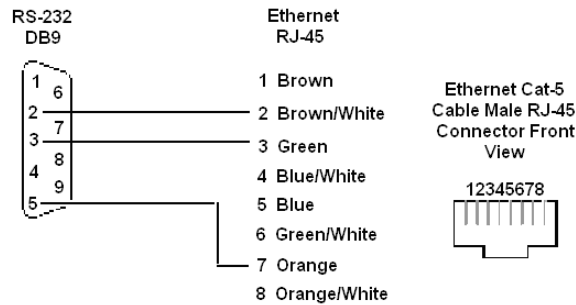 RS-232
DB9
Ethernet
RJ-45
1
6
2
7
3
8
4
9
5
1 Brown
2 Brown/White
3 Green
4 Blue/White
5 Blue
6 Green/White
7 Orange
8 Orange/White
Ethernet Cat-5
Cable Male RJ-45
Connector Front
View
12345678